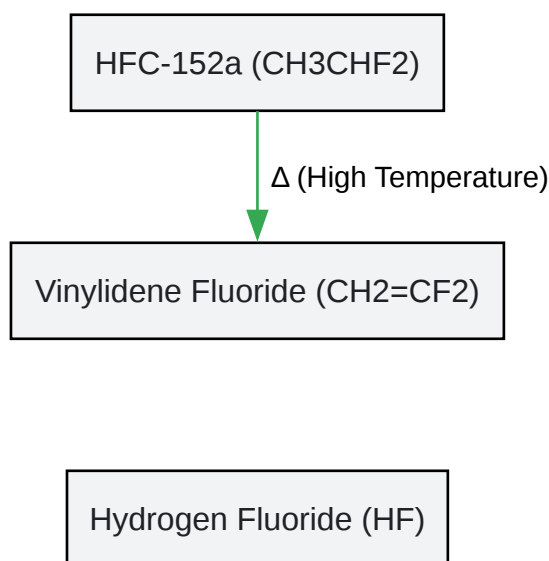 HFC-152a (CH3CHF2)
Δ (High Temperature)
Vinylidene Fluoride (CH2=CF2)
Hydrogen Fluoride (HF)